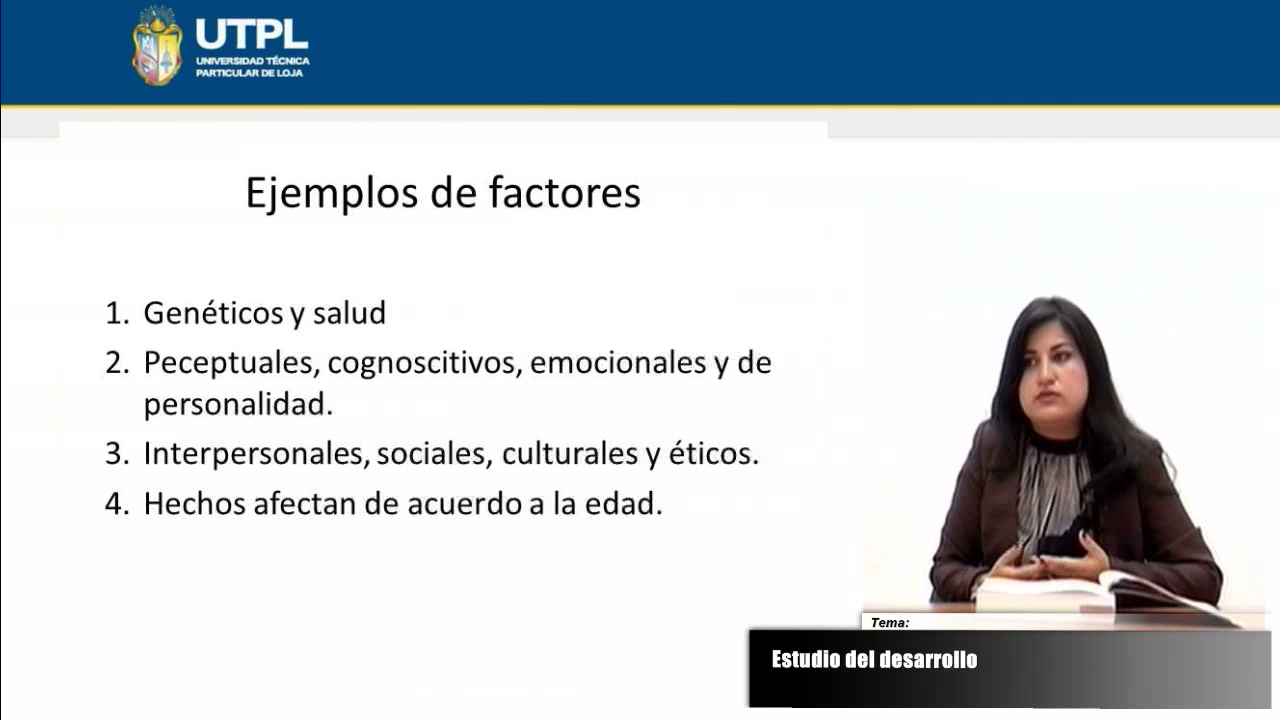 UTPL
UNIVERSIDAD TÉCNICA
PARTICULAR DE LOJA
Ejemplos de factores
1. Genéticos y salud
2. Peceptuales, cognoscitivos, emocionales y de
personalidad.
3. Interpersonales, sociales, culturales y éticos.
4. Hechos afectan de acuerdo a la edad.
Tema:
Estudio del desarrollo